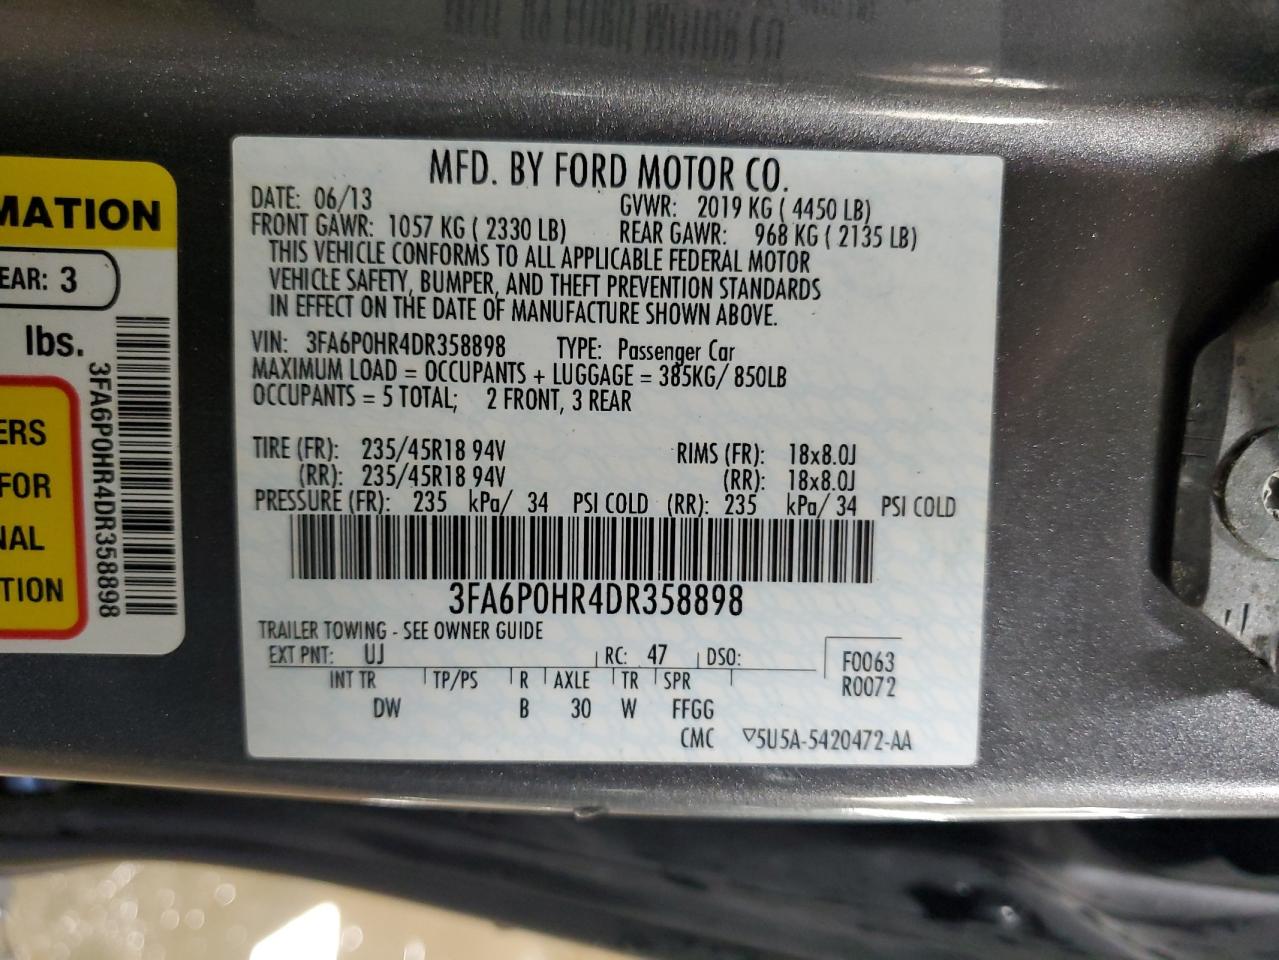 MATION
EAR: 3
lbs.
ERS
FOR
NAL
TION
3FA6P0HR4DR358898
MFD. BY FORD MOTOR CO.
DATE: 06/13 GVWR: 2019 KG ( 4450 LB)
FRONT GAWR: 1057 KG ( 2330 LB) REAR GAWR: 968 KG ( 2135 LB)
THIS VEHICLE CONFORMS TO ALL APPLICABLE FEDERAL MOTOR
VEHICLE SAFETY, BUMPER, AND THEFT PREVENTION STANDARDS
IN EFFECT ON THE DATE OF MANUFACTURE SHOWN ABOVE.
VIN: 3FA6P0HR4DR358898 TYPE: Passenger Car
MAXIMUM LOAD = OCCUPANTS + LUGGAGE = 385KG/ 850LB
OCCUPANTS = 5 TOTAL; 2 FRONT, 3 REAR
TIRE (FR): 235/45R18 94V RIMS (FR): 18x8.0J
(RR): 235/45R18 94V (RR): 18x8.0J
PRESSURE (FR): 235 kPa/ 34 PSI COLD (RR): 235 kPa/ 34 PSI COLD
3FA6P0HR4DR358898
TRAILER TOWING - SEE OWNER GUIDE
EXT PNT: UJ RC: 47 DSO: F0063
INT TR TP/PS R AXLE TR SPR R0072
DW B 30 W FFGG
CMC ▽5U5A-5420472-AA